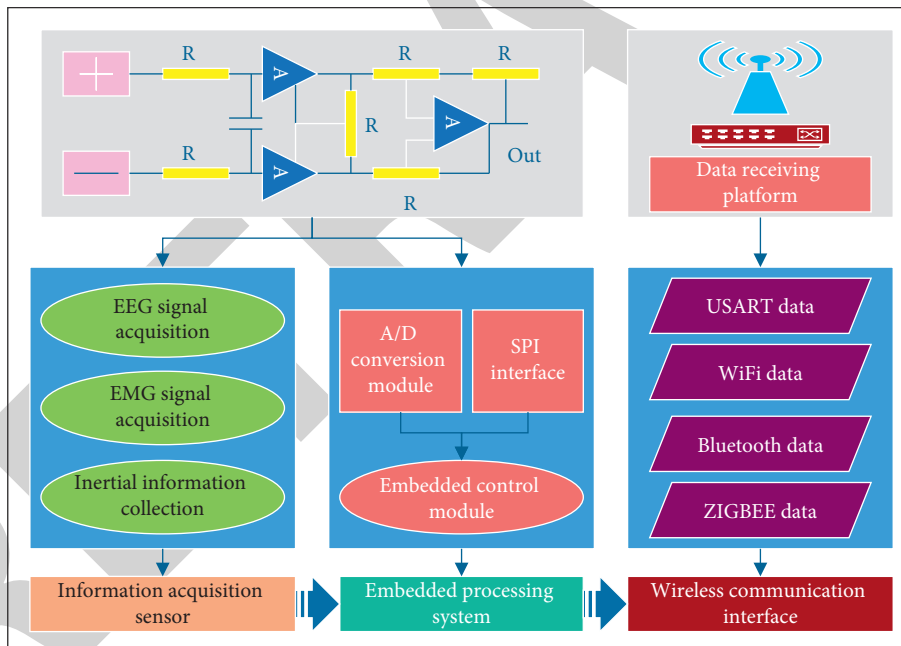 R
R
R
A
R
A
R
A
Out
R
Data receiving
platform
EEG signal
acquisition
EMG signal
acquisition
Inertial information
collection
A/D
conversion
module
SPI
interface
Embedded control
module
USART data
WiFi data
Bluetooth data
ZIGBEE data
Information acquisition
sensor
Embedded processing
system
Wireless communication
interface